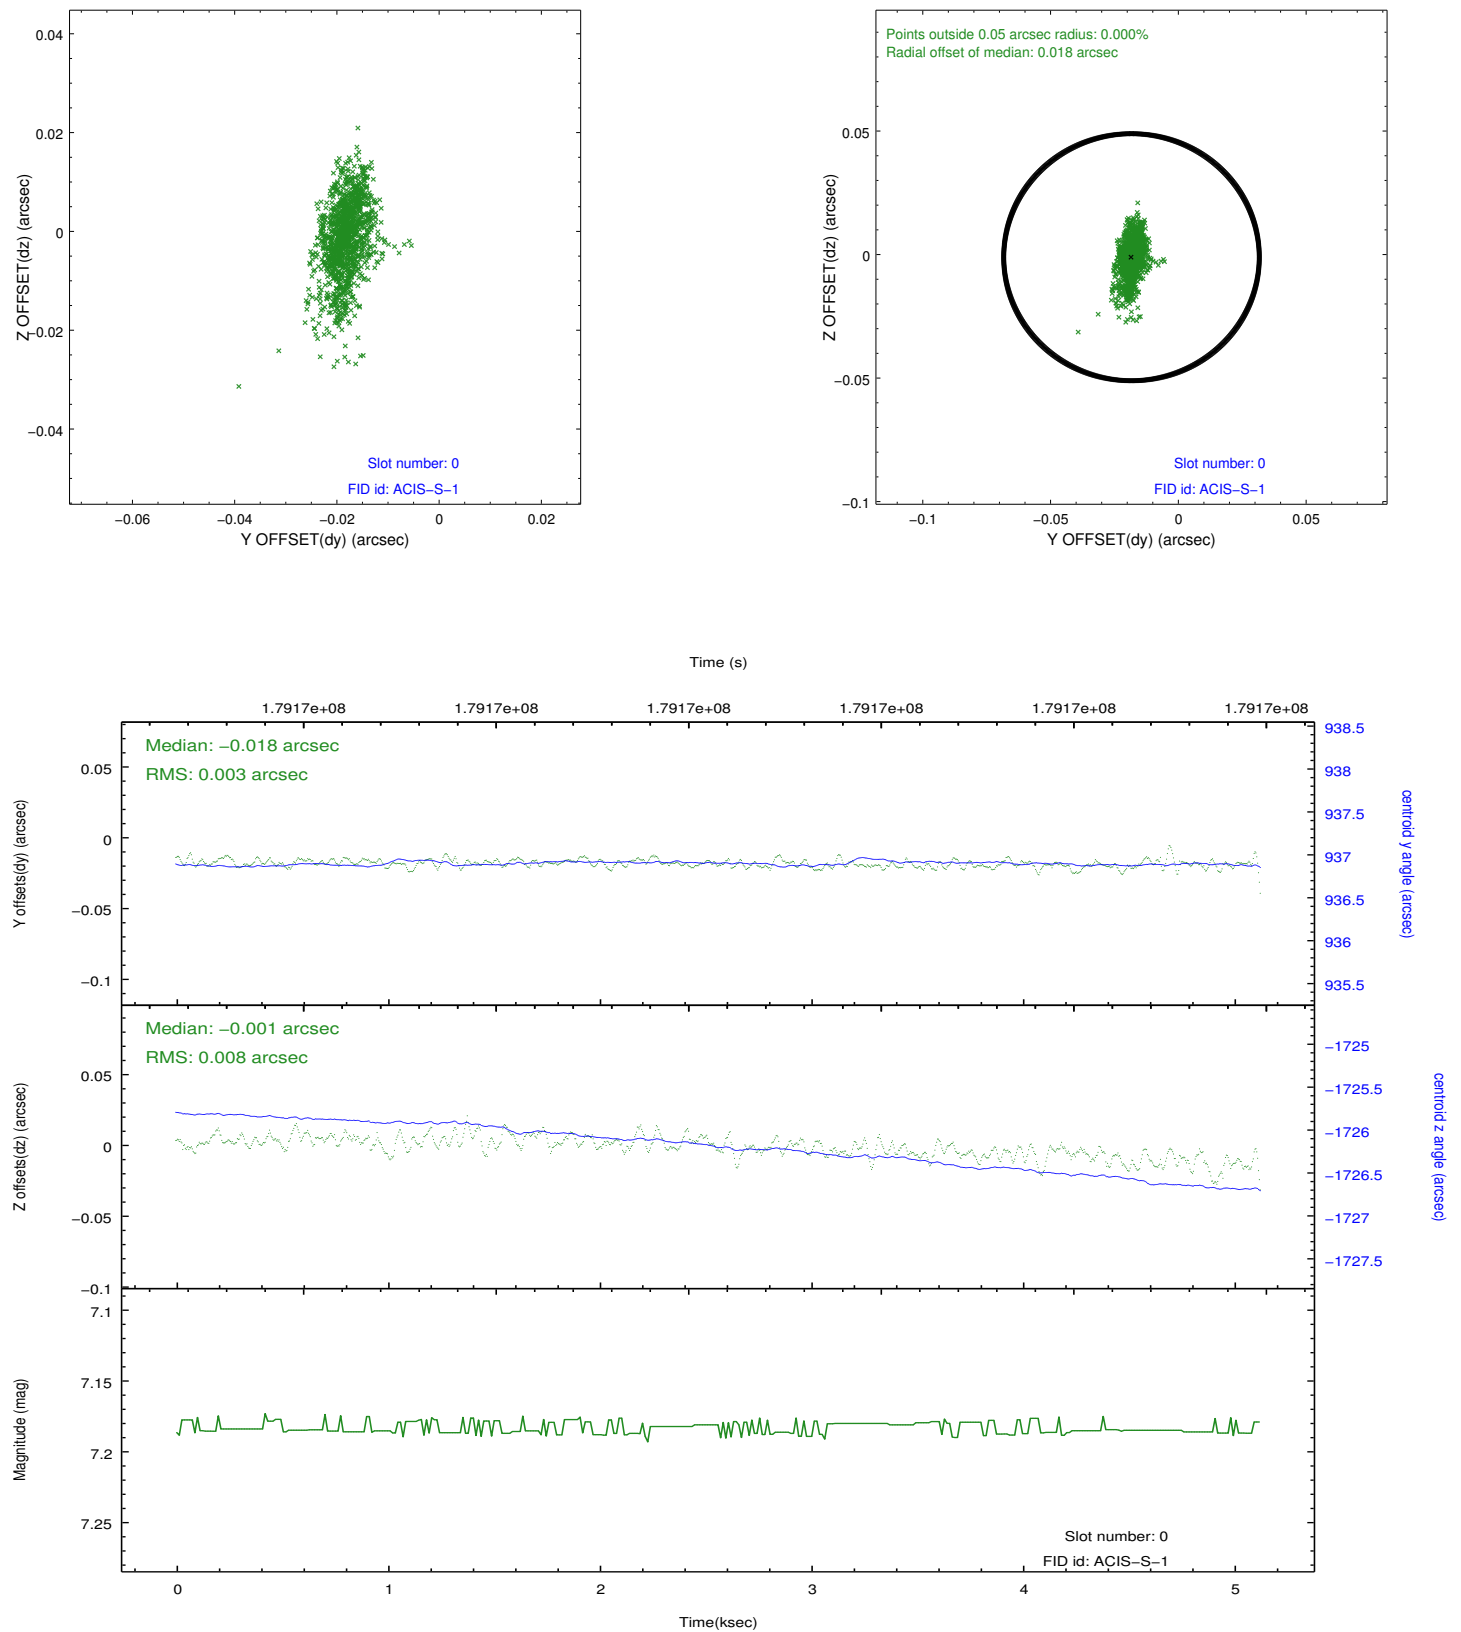 0.04
0.02
0
−0.02
−0.04
Z OFFSET(dz) (arcsec)
Slot number: 0
FID id: ACIS−S−1
−0.06
−0.04
−0.02
0
0.02
Y OFFSET(dy) (arcsec)
Points outside 0.05 arcsec radius: 0.000%
Radial offset of median: 0.018 arcsec
0.05
0
−0.05
−0.1
Z OFFSET(dz) (arcsec)
Slot number: 0
FID id: ACIS−S−1
−0.1
−0.05
0
0.05
Y OFFSET(dy) (arcsec)
Time (s)
1.7917e+08
1.7917e+08
1.7917e+08
1.7917e+08
1.7917e+08
1.7917e+08
Median: −0.018 arcsec
RMS: 0.003 arcsec
0.05
0
−0.05
−0.1
Y offsets(dy) (arcsec)
938.5
938
937.5
937
936.5
936
935.5
centroid y angle (arcsec)
Median: −0.001 arcsec
RMS: 0.008 arcsec
0.05
0
−0.05
−0.1
Z offsets(dz) (arcsec)
−1725
−1725.5
−1726
−1726.5
−1727
−1727.5
centroid z angle (arcsec)
7.1
7.15
7.2
7.25
Magnitude (mag)
Slot number: 0
FID id: ACIS−S−1
0
1
2
3
4
5
Time(ksec)